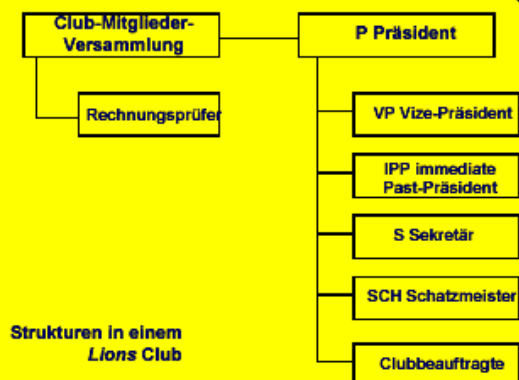 Club-Mitglieder-
Versammlung
P Präsident
Rechnungsprüfer
VP Vize-Präsident
IPP immediate
Past-Präsident
S Sekretär
SCH Schatzmeister
Clubbeauftragte
Strukturen in einem
Lions Club